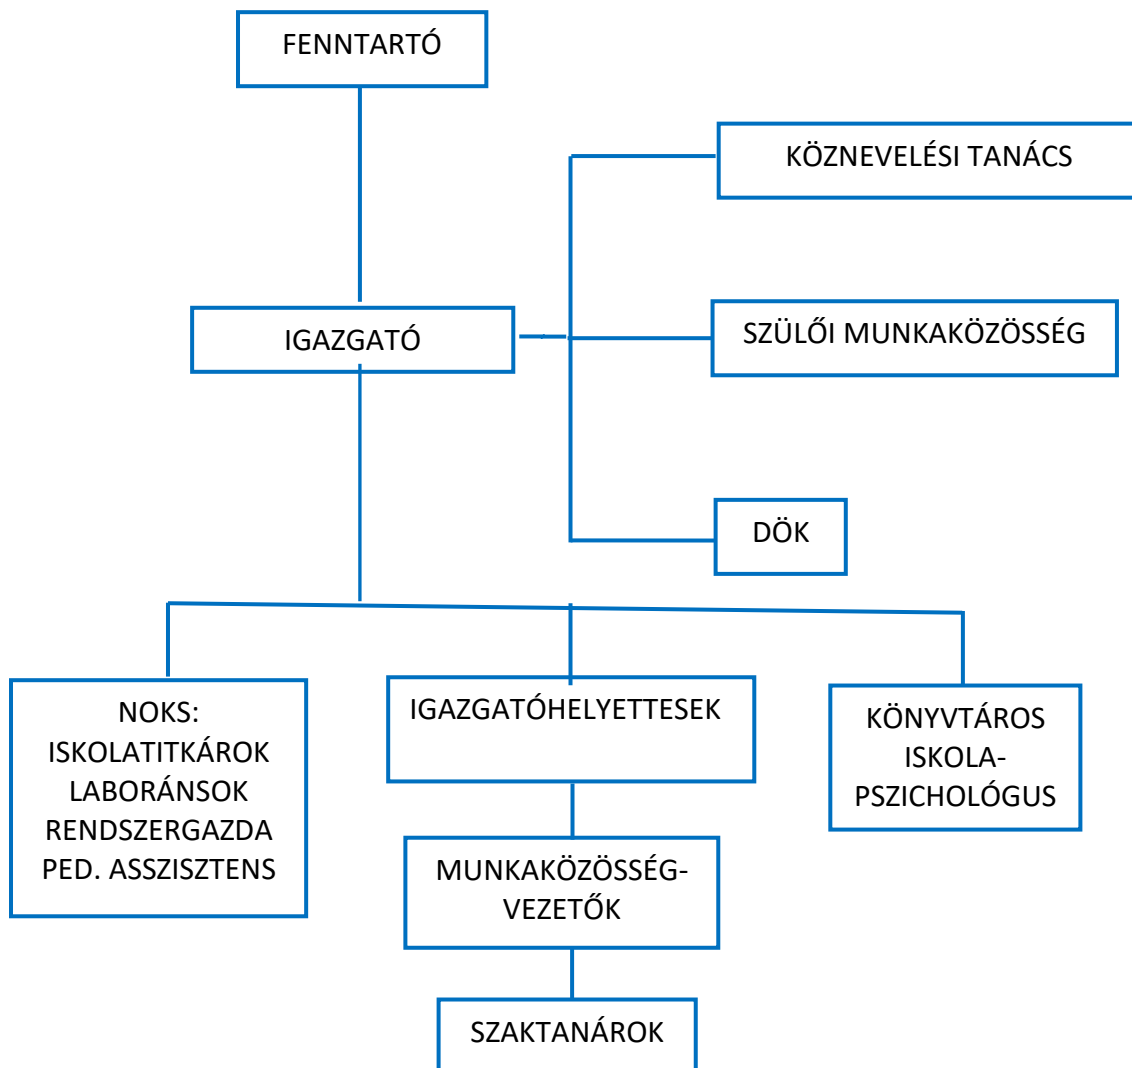 FENNTARTÓ
KÖZNEVELÉSI TANÁCS
IGAZGATÓ
SZÜLŐI MUNKAKÖZÖSSÉG
DÖK
NOKS:
ISKOLATITKÁROK
LABORÁNSOK
RENDSZERGAZDA
PED. ASSZISZTENS
IGAZGATÓHELYETTESEK
KÖNYVTÁROS
ISKOLA-
PSZICHOLÓGUS
MUNKAKÖZÖSSÉG-
VEZETŐK
SZAKTANÁROK